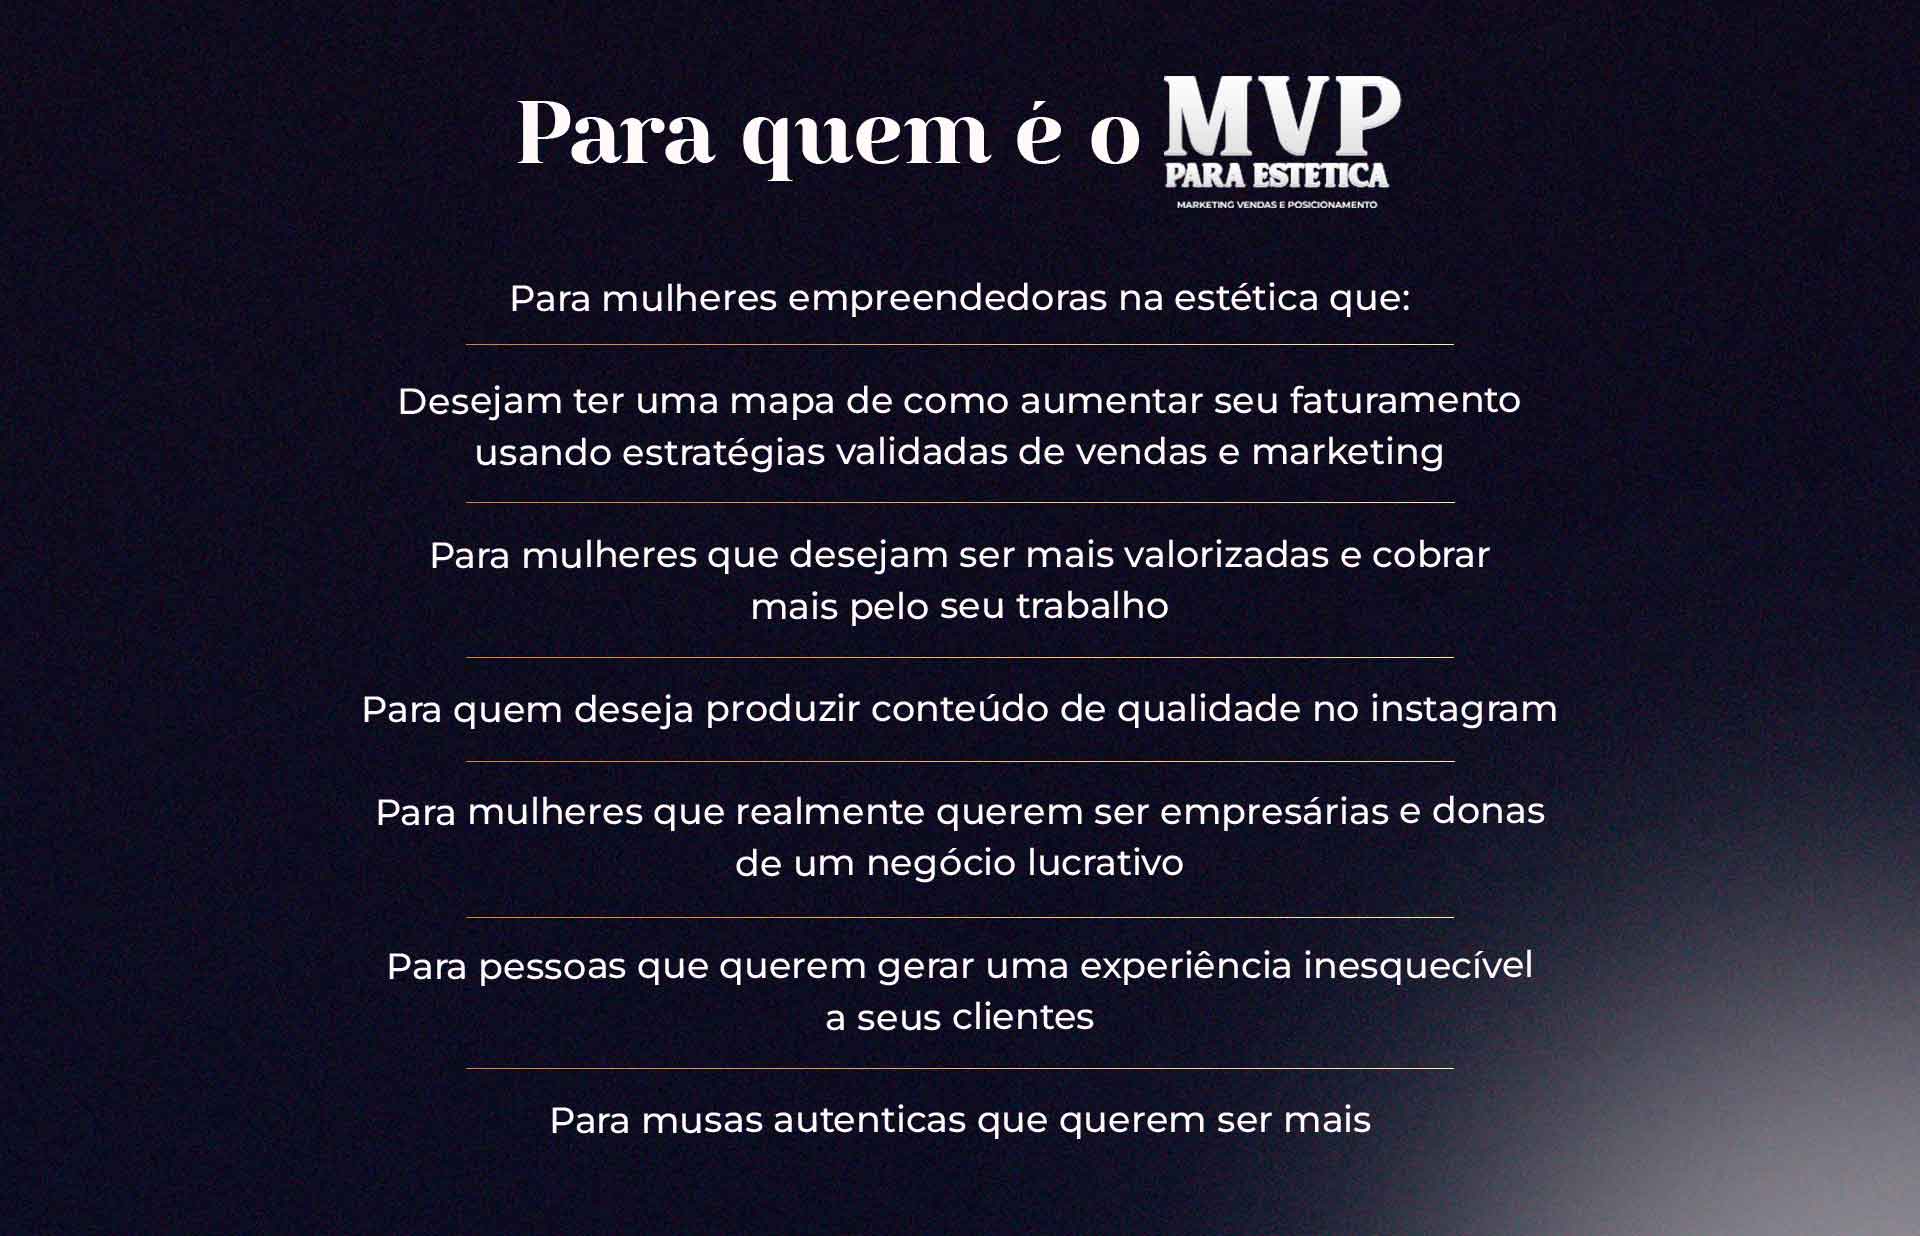 Para quem é o MVP
PARA ESTETICA
MARKETING VENDAS E POSICIONAMENTO
Para mulheres empreendedoras na estética que:
Desejam ter uma mapa de como aumentar seu faturamento
usando estratégias validadas de vendas e marketing
Para mulheres que desejam ser mais valorizadas e cobrar
mais pelo seu trabalho
Para quem deseja produzir conteúdo de qualidade no instagram
Para mulheres que realmente querem ser empresárias e donas
de um negócio lucrativo
Para pessoas que querem gerar uma experiência inesquecível
a seus clientes
Para musas autenticas que querem ser mais